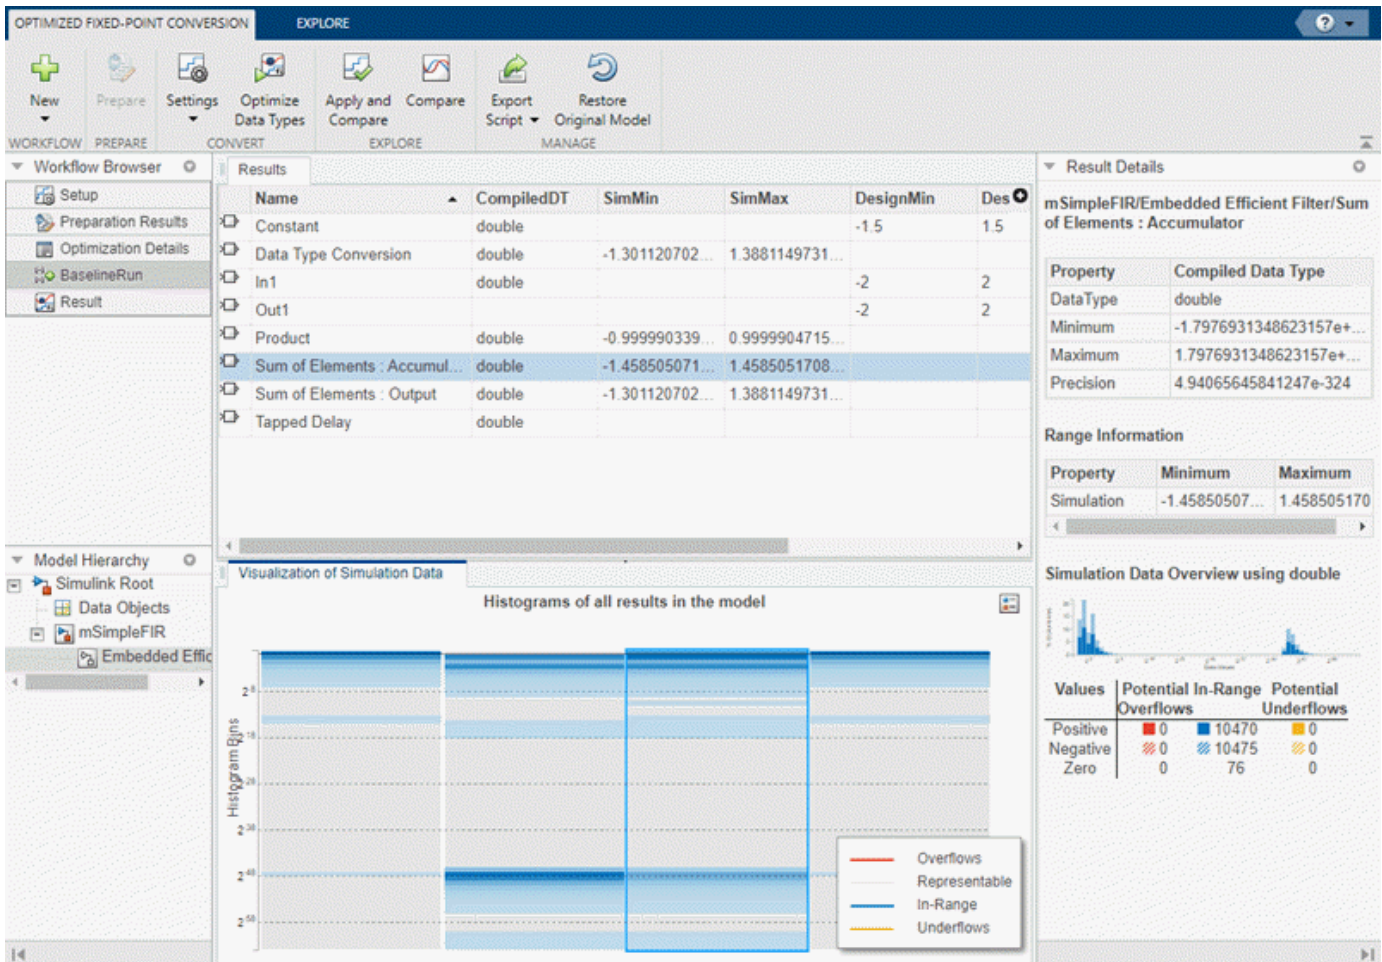 OPTIMIZED FIXED-POINT CONVERSION EXPLORE
?
New Prepare Settings Optimize Data Types Apply and Compare Compare Export Script Restore Original Model
WORKFLOW PREPARE CONVERT EXPLORE MANAGE
Workflow Browser
Setup
Preparation Results
Optimization Details
BaselineRun
Result
Results
Name CompiledDT SimMin SimMax DesignMin Des
Constant double -1.5 1.5
Data Type Conversion double -1.301120702... 1.3881149731...
In1 double -2 2
Out1 -2 2
Product double -0.999990339... 0.9999904715...
Sum of Elements : Accumul... double -1.458505071... 1.4585051708...
Sum of Elements : Output double -1.301120702... 1.3881149731...
Tapped Delay double
Model Hierarchy
Simulink Root
Data Objects
mSimpleFIR
Embedded Effic
Visualization of Simulation Data
Histograms of all results in the model
Histogram Bins
Overflows
Representable
In-Range
Underflows
Result Details
mSimpleFIR/Embedded Efficient Filter/Sum
of Elements : Accumulator
Property Compiled Data Type
DataType double
Minimum -1.7976931348623157e+...
Maximum 1.7976931348623157e+...
Precision 4.94065645841247e-324
Range Information
Property Minimum Maximum
Simulation -1.45850507... 1.458505170
Simulation Data Overview using double
Values Potential Overflows In-Range Potential Underflows
Positive 0 10470 0
Negative 0 10475 0
Zero 0 76 0